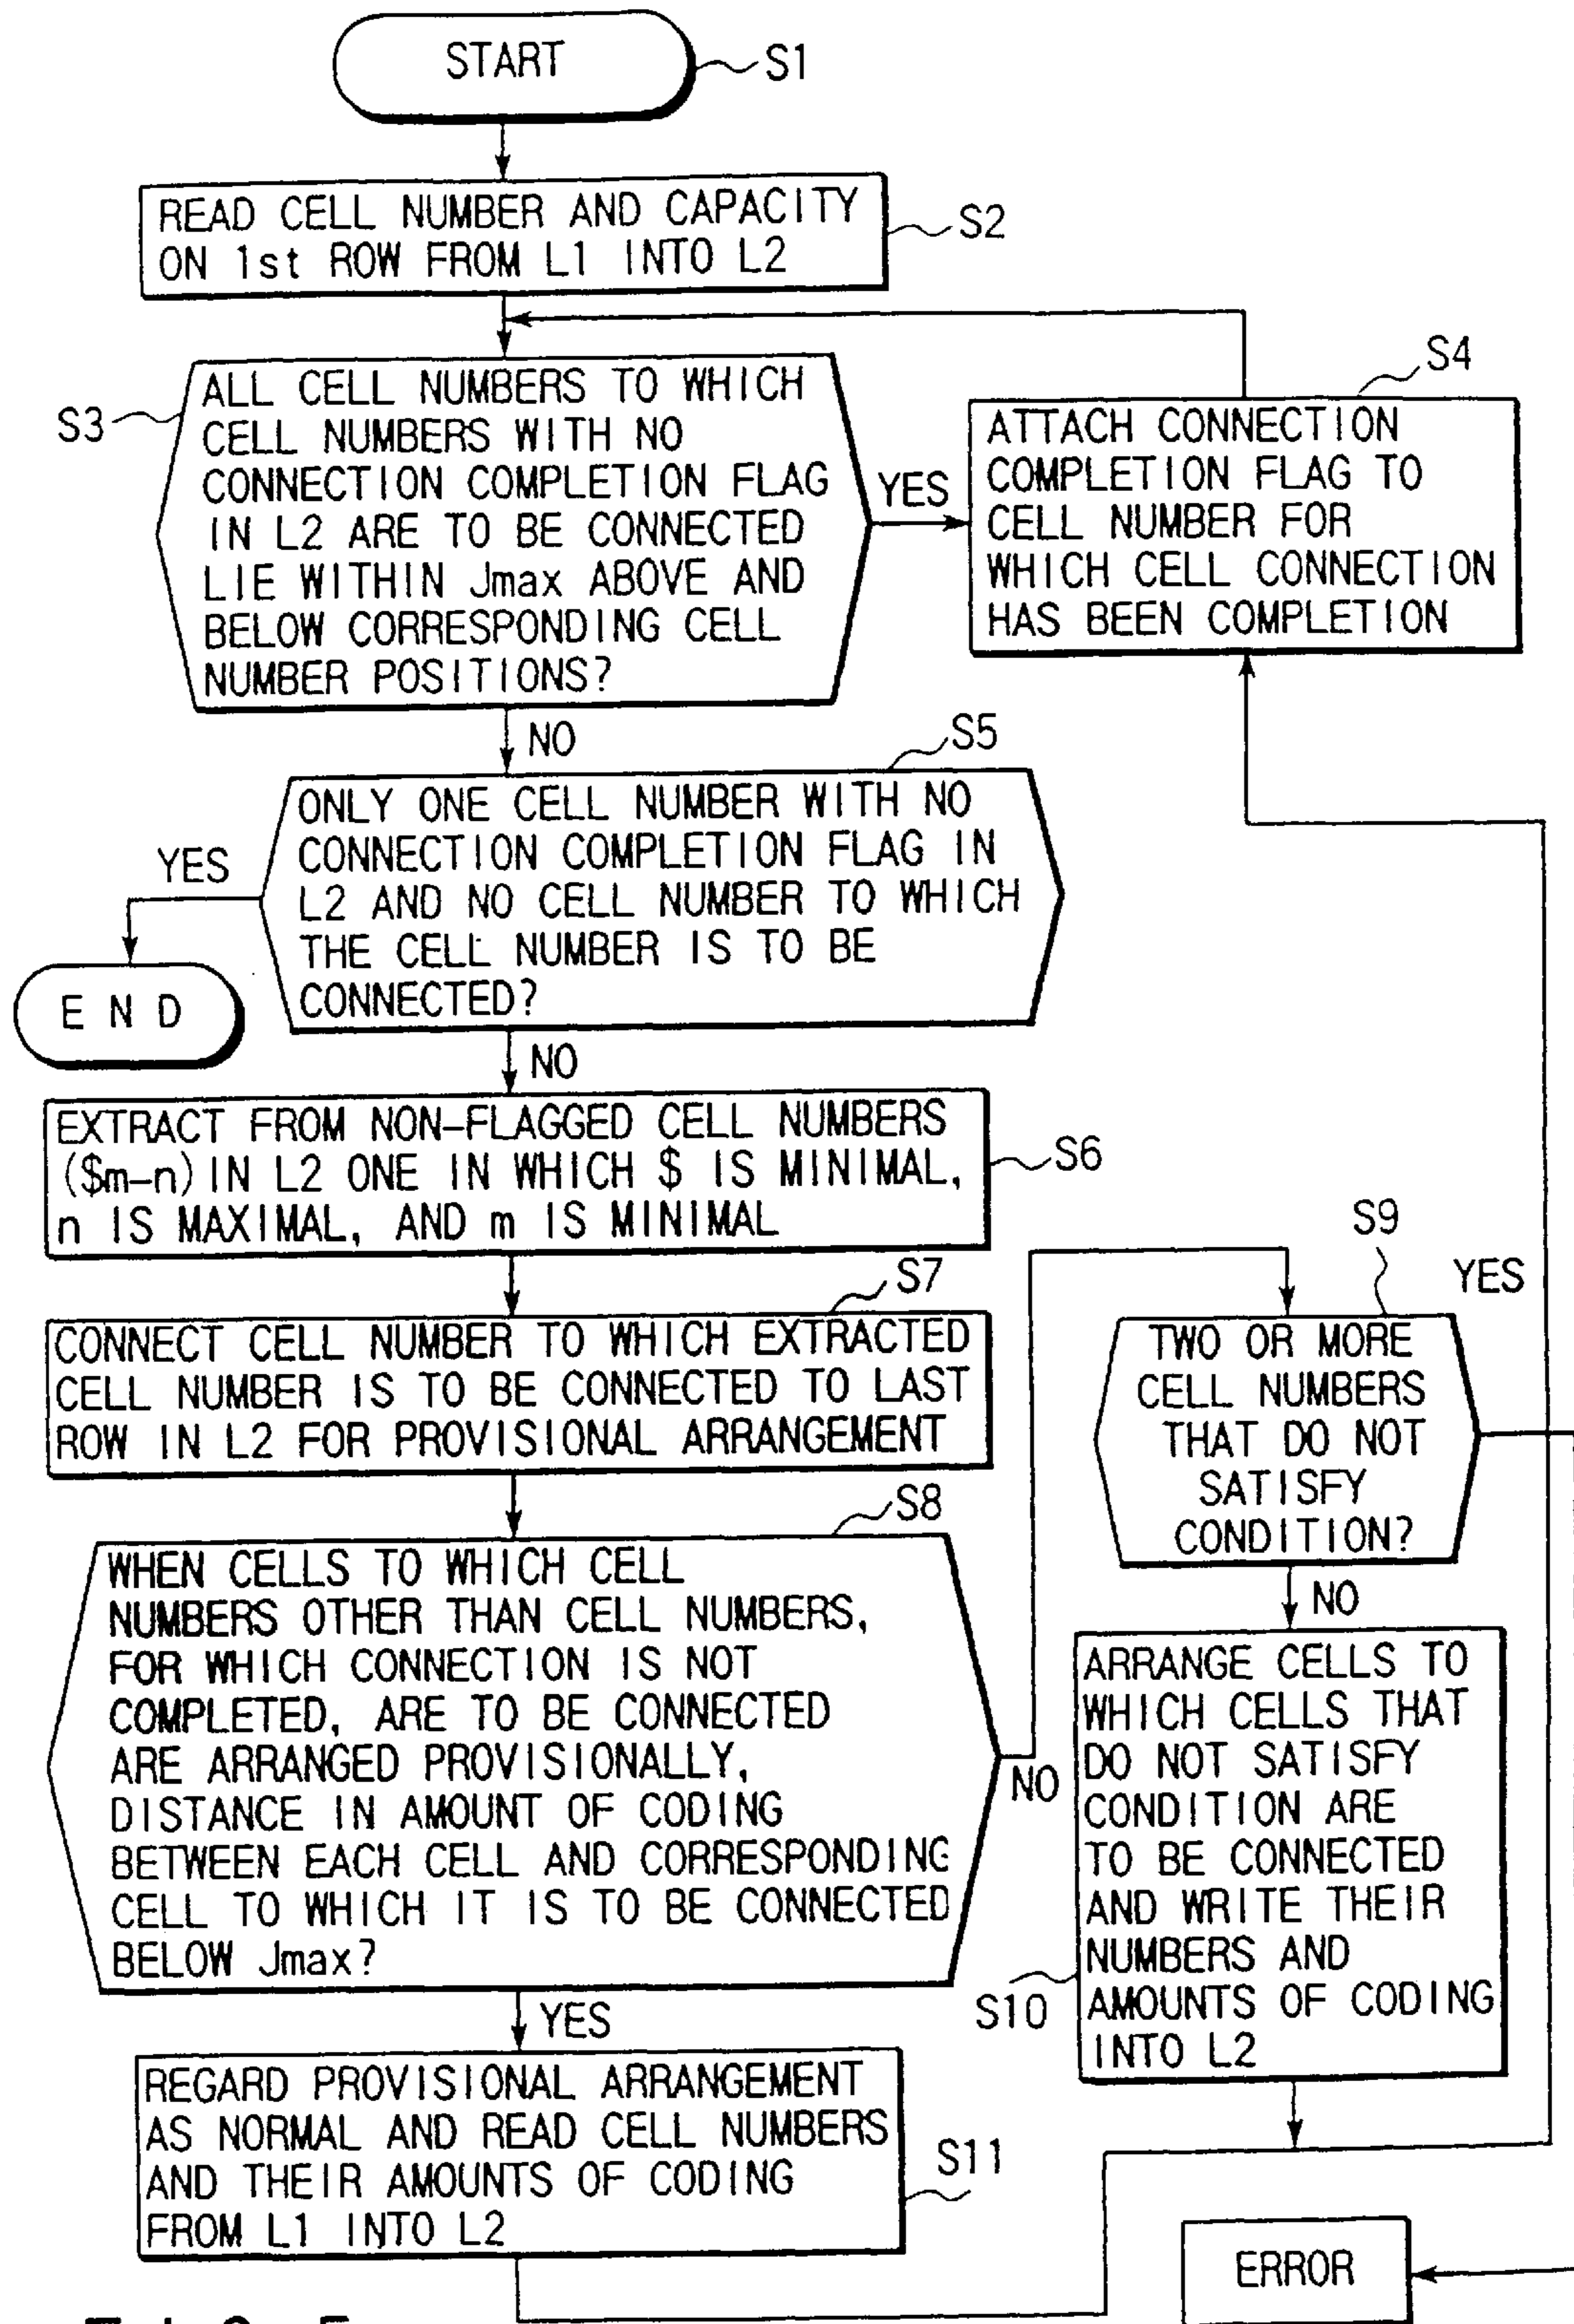 START
S1
READ CELL NUMBER AND CAPACITY
ON 1st ROW FROM L1 INTO L2
S2
S3
ALL CELL NUMBERS TO WHICH
CELL NUMBERS WITH NO
CONNECTION COMPLETION FLAG
IN L2 ARE TO BE CONNECTED
LIE WITHIN Jmax ABOVE AND
BELOW CORRESPONDING CELL
NUMBER POSITIONS?
YES
S4
ATTACH CONNECTION
COMPLETION FLAG TO
CELL NUMBER FOR
WHICH CELL CONNECTION
HAS BEEN COMPLETION
NO
S5
ONLY ONE CELL NUMBER WITH NO
CONNECTION COMPLETION FLAG IN
L2 AND NO CELL NUMBER TO WHICH
THE CELL NUMBER IS TO BE
CONNECTED?
YES
END
NO
EXTRACT FROM NON-FLAGGED CELL NUMBERS
($m-n) IN L2 ONE IN WHICH $ IS MINIMAL,
n IS MAXIMAL, AND m IS MINIMAL
S6
S7
CONNECT CELL NUMBER TO WHICH EXTRACTED
CELL NUMBER IS TO BE CONNECTED TO LAST
ROW IN L2 FOR PROVISIONAL ARRANGEMENT
S8
WHEN CELLS TO WHICH CELL
NUMBERS OTHER THAN CELL NUMBERS,
FOR WHICH CONNECTION IS NOT
COMPLETED, ARE TO BE CONNECTED
ARE ARRANGED PROVISIONALLY,
DISTANCE IN AMOUNT OF CODING
BETWEEN EACH CELL AND CORRESPONDING
CELL TO WHICH IT IS TO BE CONNECTED
BELOW Jmax?
NO
S9
YES
TWO OR MORE
CELL NUMBERS
THAT DO NOT
SATISFY
CONDITION?
NO
ARRANGE CELLS TO
WHICH CELLS THAT
DO NOT SATISFY
CONDITION ARE
TO BE CONNECTED
AND WRITE THEIR
NUMBERS AND
AMOUNTS OF CODING
INTO L2
S10
YES
REGARD PROVISIONAL ARRANGEMENT
AS NORMAL AND READ CELL NUMBERS
AND THEIR AMOUNTS OF CODING
FROM L1 INTO L2
S11
ERROR